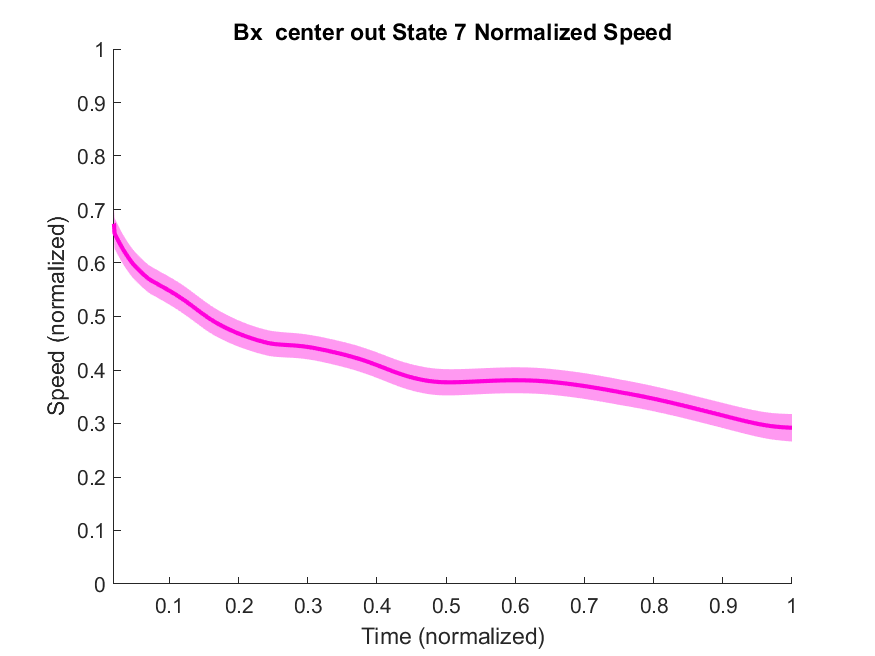 Bx  center out State 7 Normalized Speed
1
0.9
0.8
0.7
0.6
0.5
0.4
0.3
0.2
0.1
0
Speed (normalized)
0.1 0.2 0.3 0.4 0.5 0.6 0.7 0.8 0.9 1
Time (normalized)